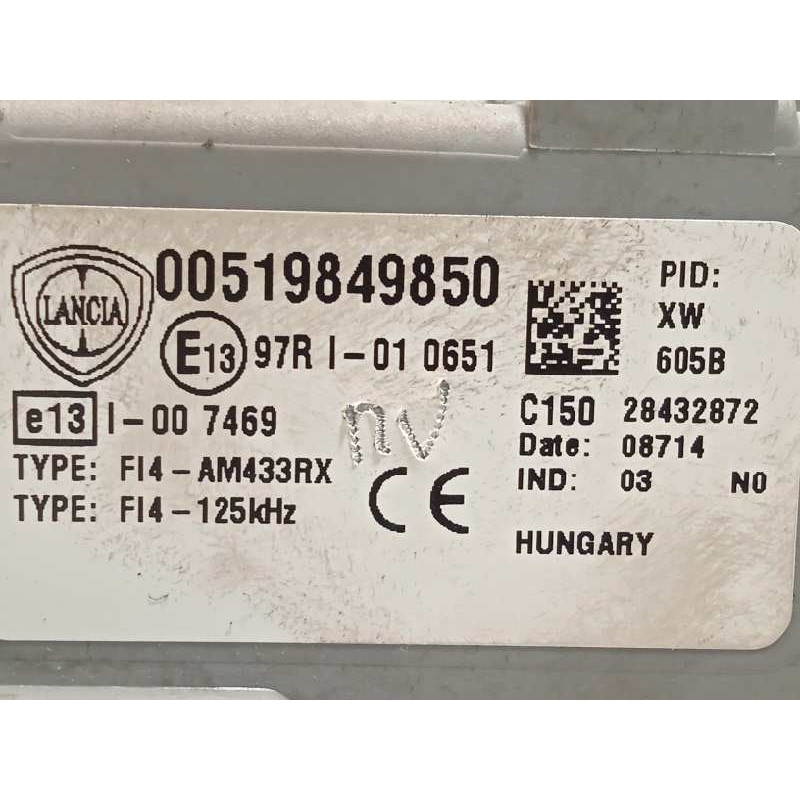 LANCIA
00519849850
E13 97R I-01 0651
e13 I-00 7469
TYPE: FI4-AM433RX
TYPE: FI4-125kHz
nv
CE
PID:
XW
605B
C150 28432872
Date: 08714
IND: 03 N0
HUNGARY